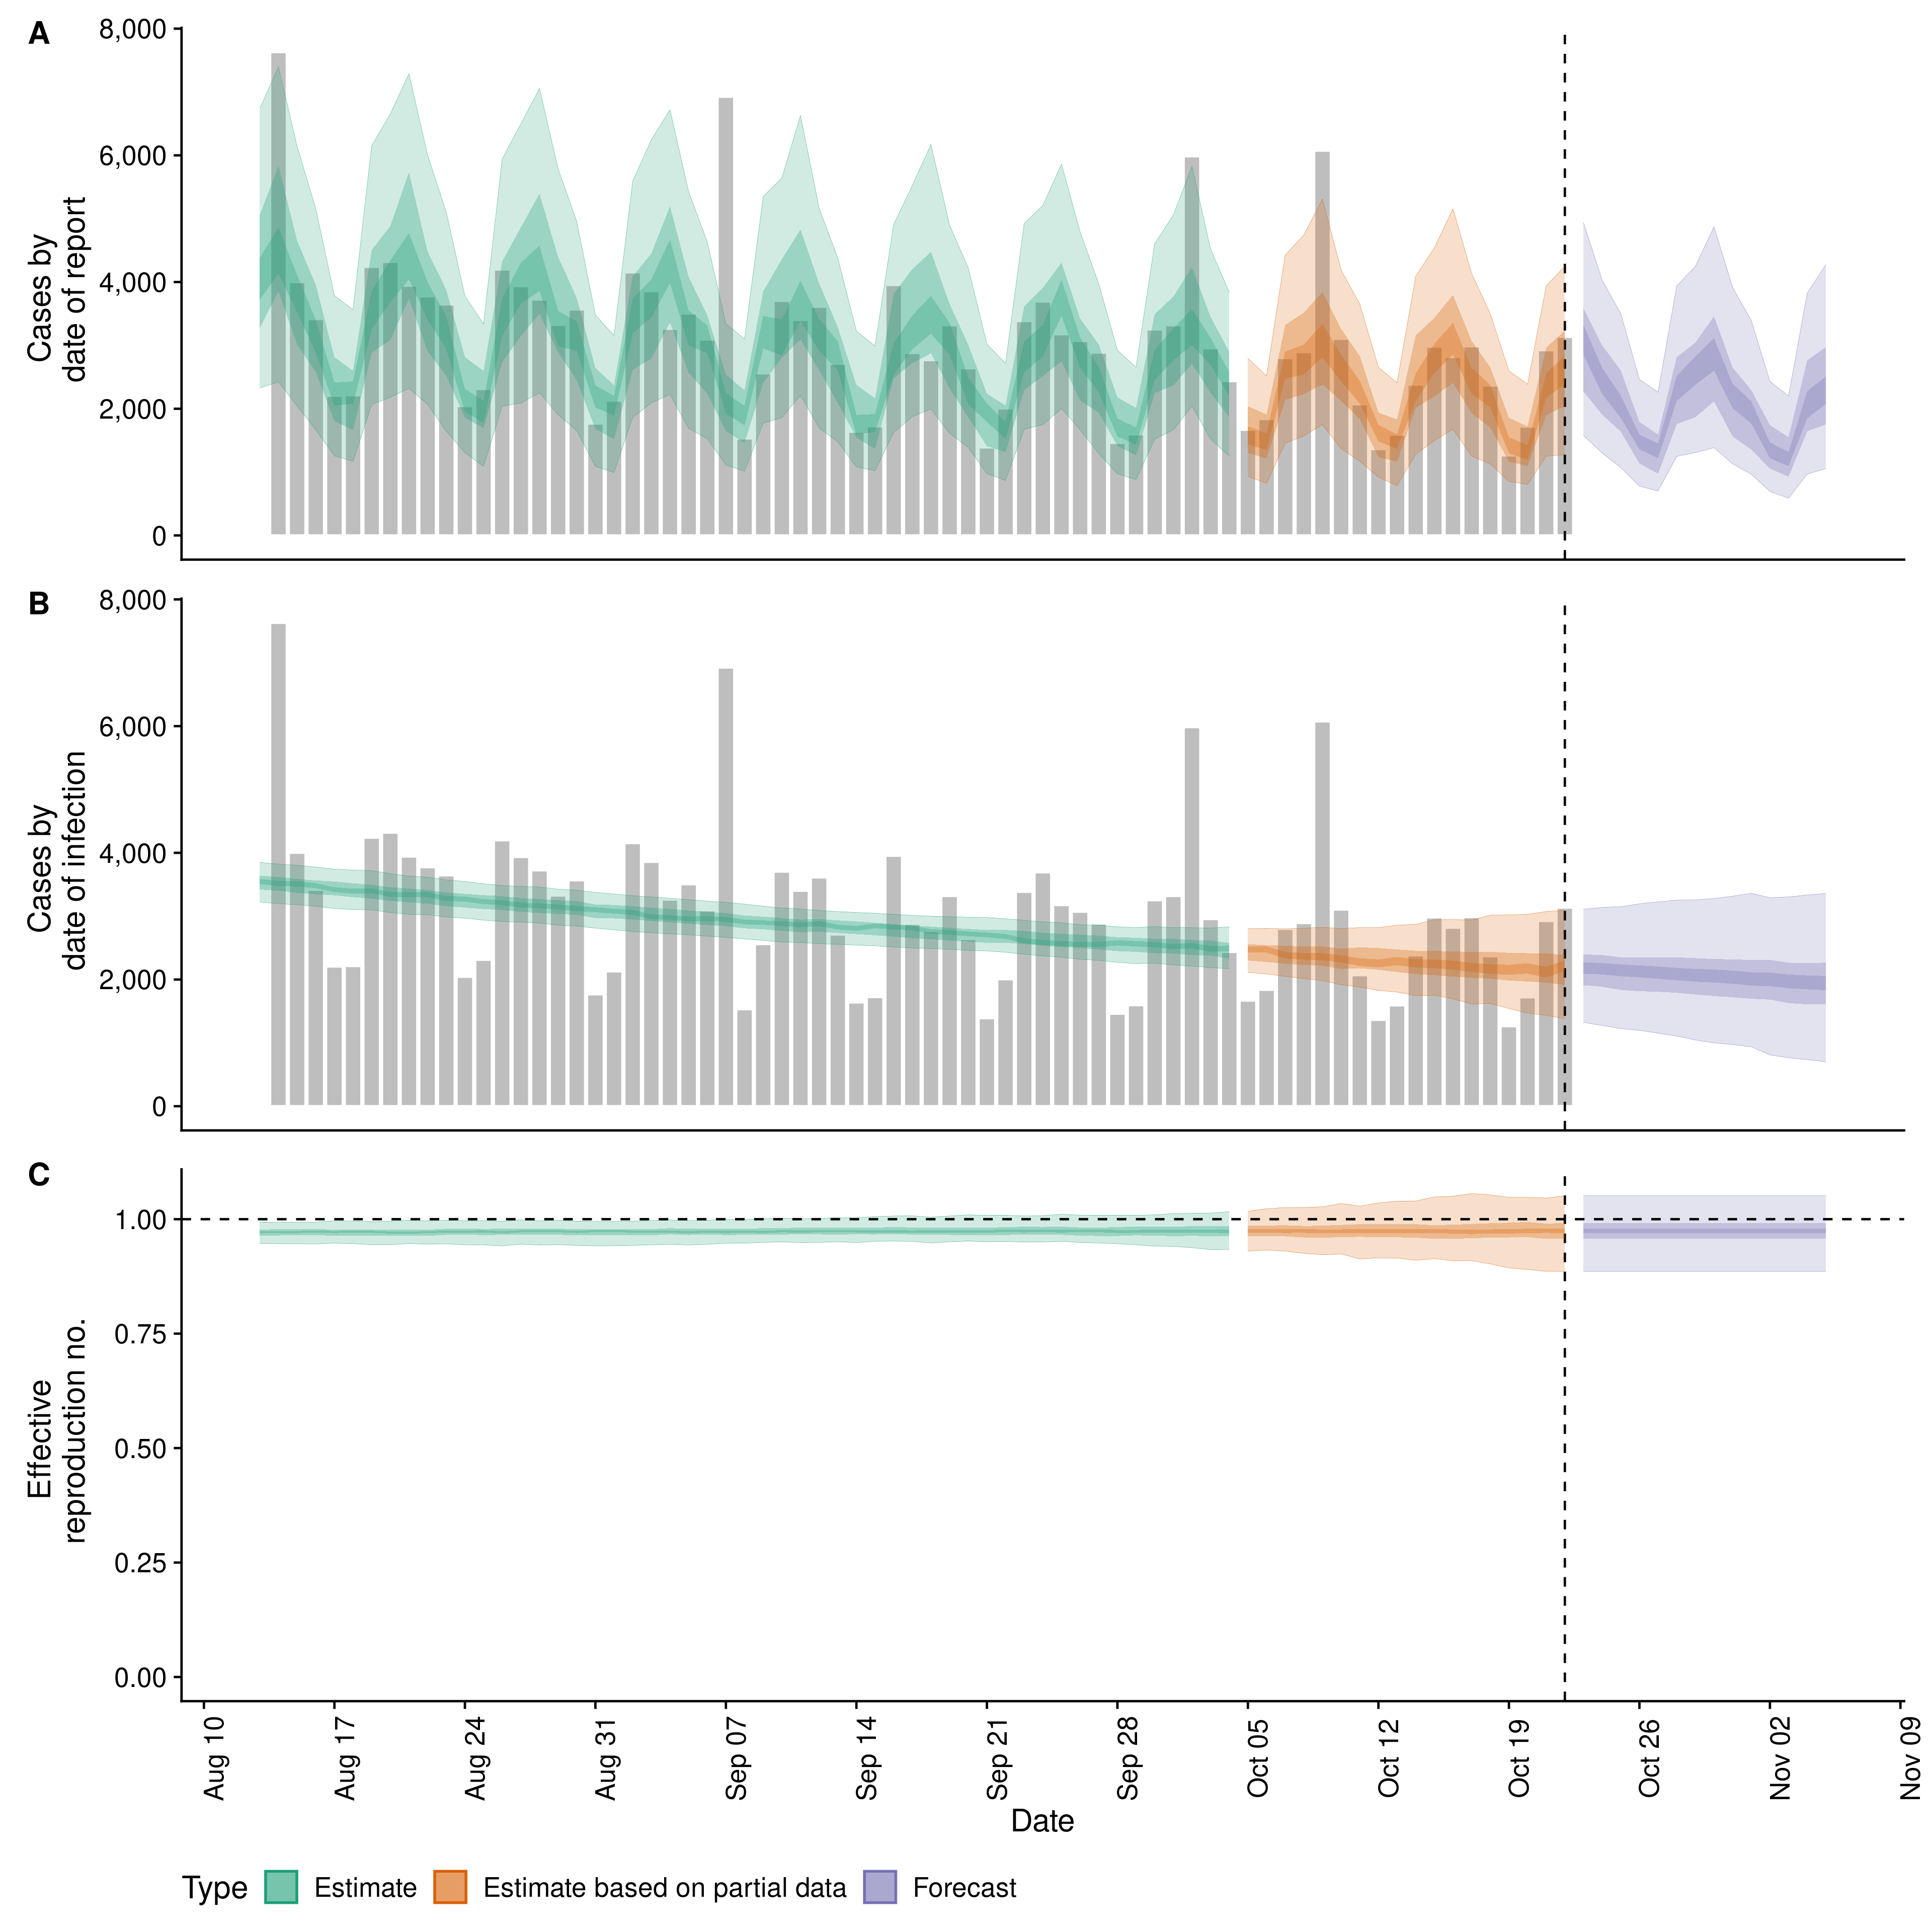 A
8,000
6,000
4,000
2,000
0
Cases by
date of report
B
8,000
6,000
4,000
2,000
0
Cases by
date of infection
C
1.00
0.75
0.50
0.25
0.00
Effective
reproduction no.
Aug 10
Aug 17
Aug 24
Aug 31
Sep 07
Sep 14
Sep 21
Sep 28
Oct 05
Oct 12
Oct 19
Oct 26
Nov 02
Nov 09
Date
Type Estimate Estimate based on partial data Forecast